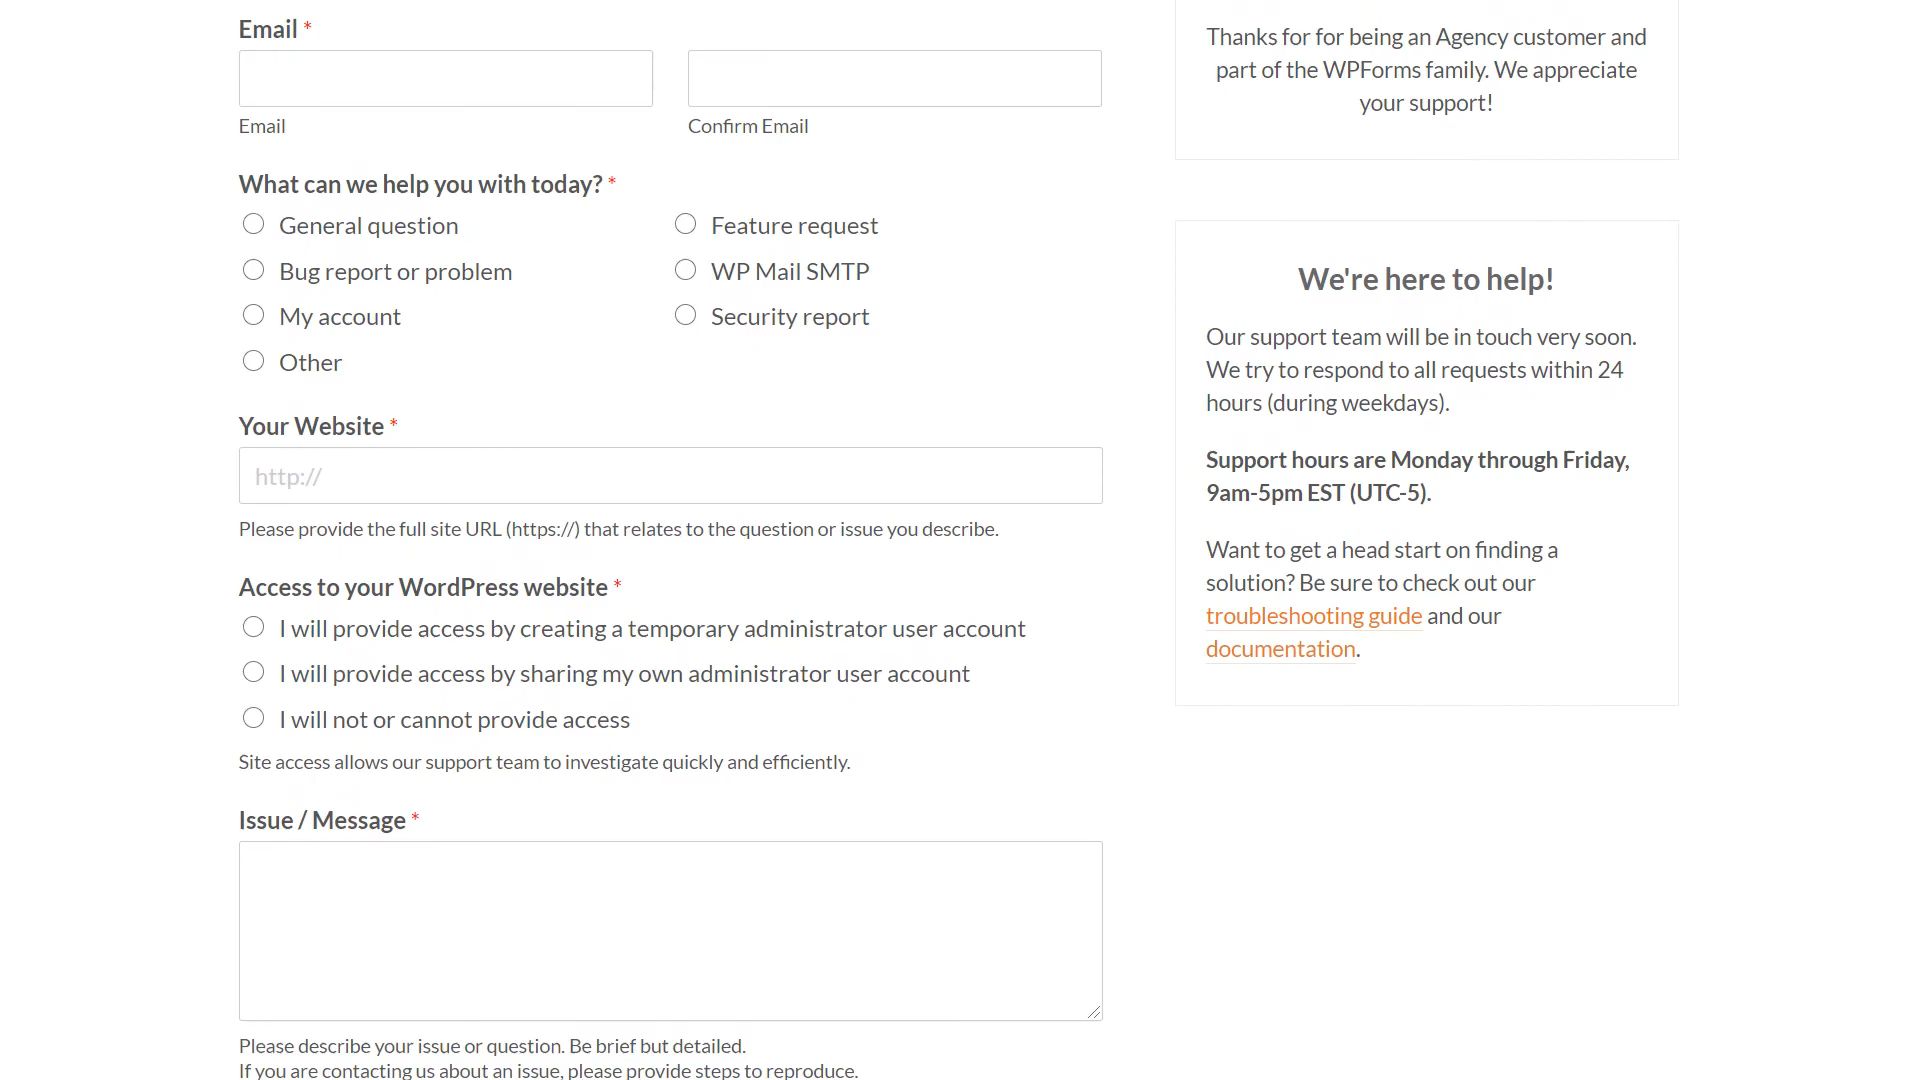 Email *
Email
Confirm Email
What can we help you with today? *
General question
Feature request
Bug report or problem
WP Mail SMTP
My account
Security report
Other
Your Website *
http://
Please provide the full site URL (https://) that relates to the question or issue you describe.
Access to your WordPress website *
I will provide access by creating a temporary administrator user account
I will provide access by sharing my own administrator user account
I will not or cannot provide access
Site access allows our support team to investigate quickly and efficiently.
Issue / Message *
Please describe your issue or question. Be brief but detailed.
If you are contacting us about an issue, please provide steps to reproduce.
Thanks for for being an Agency customer and
part of the WPForms family. We appreciate
your support!
We're here to help!
Our support team will be in touch very soon.
We try to respond to all requests within 24
hours (during weekdays).
Support hours are Monday through Friday,
9am-5pm EST (UTC-5).
Want to get a head start on finding a
solution? Be sure to check out our
troubleshooting guide and our
documentation.